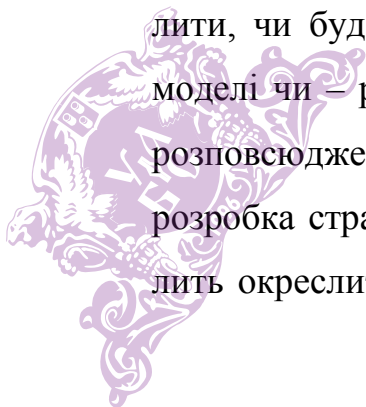 лити, чи буд
моделі чи – р
розповсюдже
розробка стра
лить окреслит